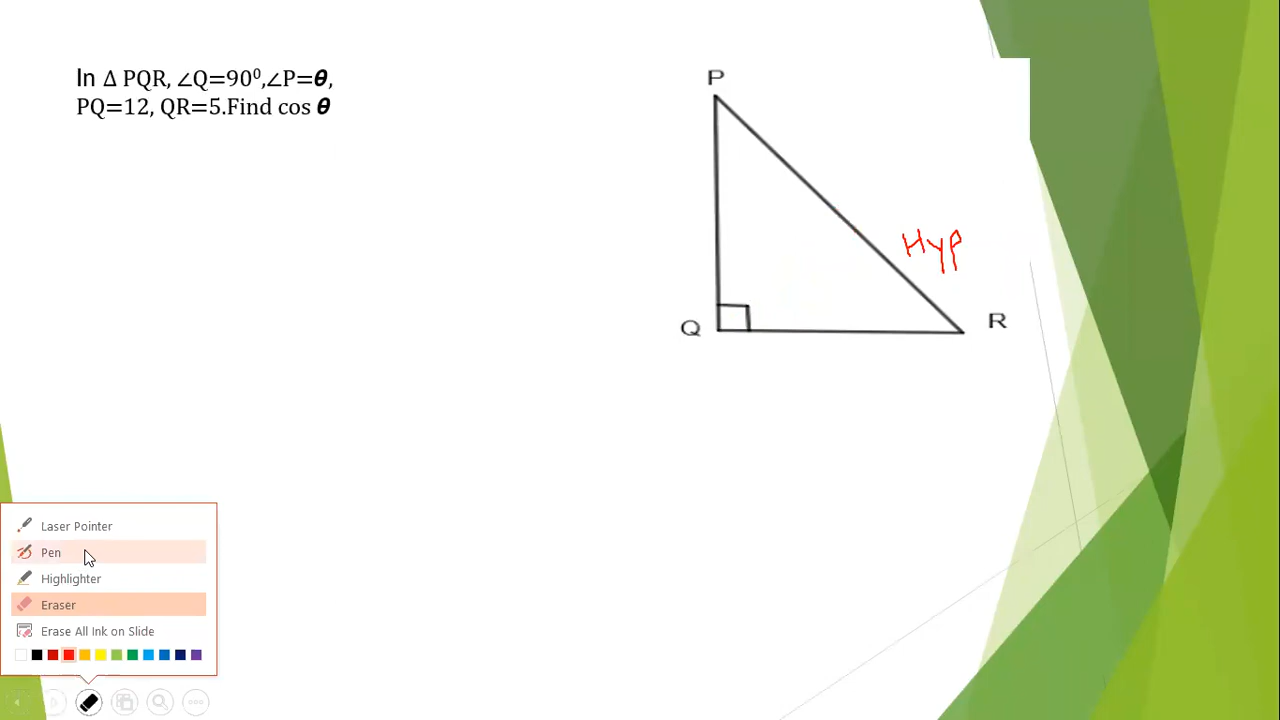 In Δ PQR, ∠Q=90⁰,∠P=θ,
PQ=12, QR=5.Find cos θ
P
Hyp
Q
R
Laser Pointer
Pen
Highlighter
Eraser
Erase All Ink on Slide